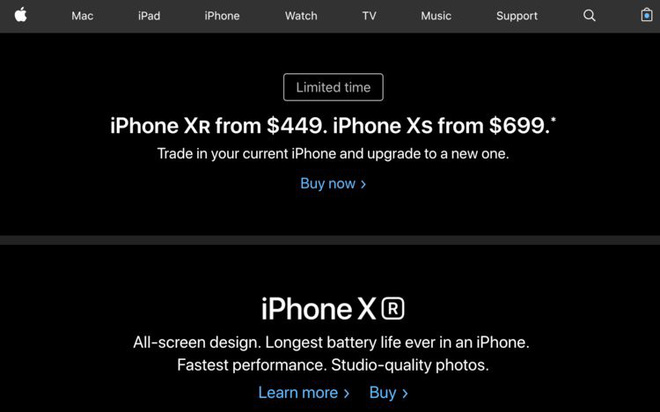 Mac iPad iPhone Watch TV Music Support
Limited time
iPhone XR from $449. iPhone XS from $699.*
Trade in your current iPhone and upgrade to a new one.
Buy now >
iPhone X R
All-screen design. Longest battery life ever in an iPhone.
Fastest performance. Studio-quality photos.
Learn more > Buy >